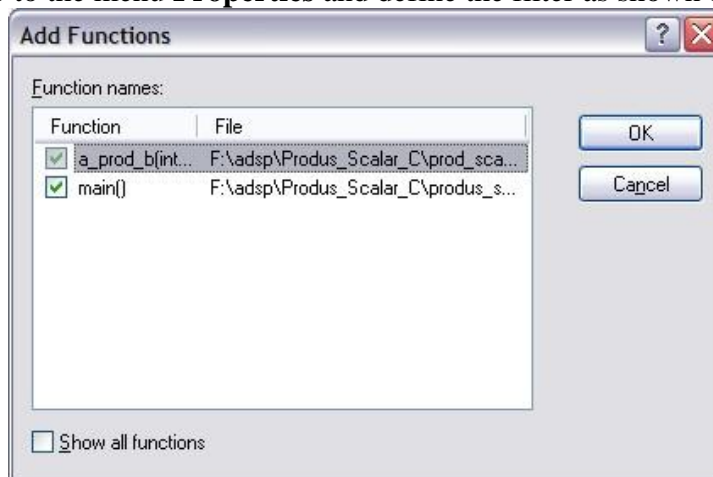 to the menu Properties and define the filter as shown
Add Functions
Function names:
Function File
a_prod_b(int... F:\adsp\Produs_Scalar_C\prod_sca...
main() F:\adsp\Produs_Scalar_C\produs_s...
OK
Cancel
Show all functions